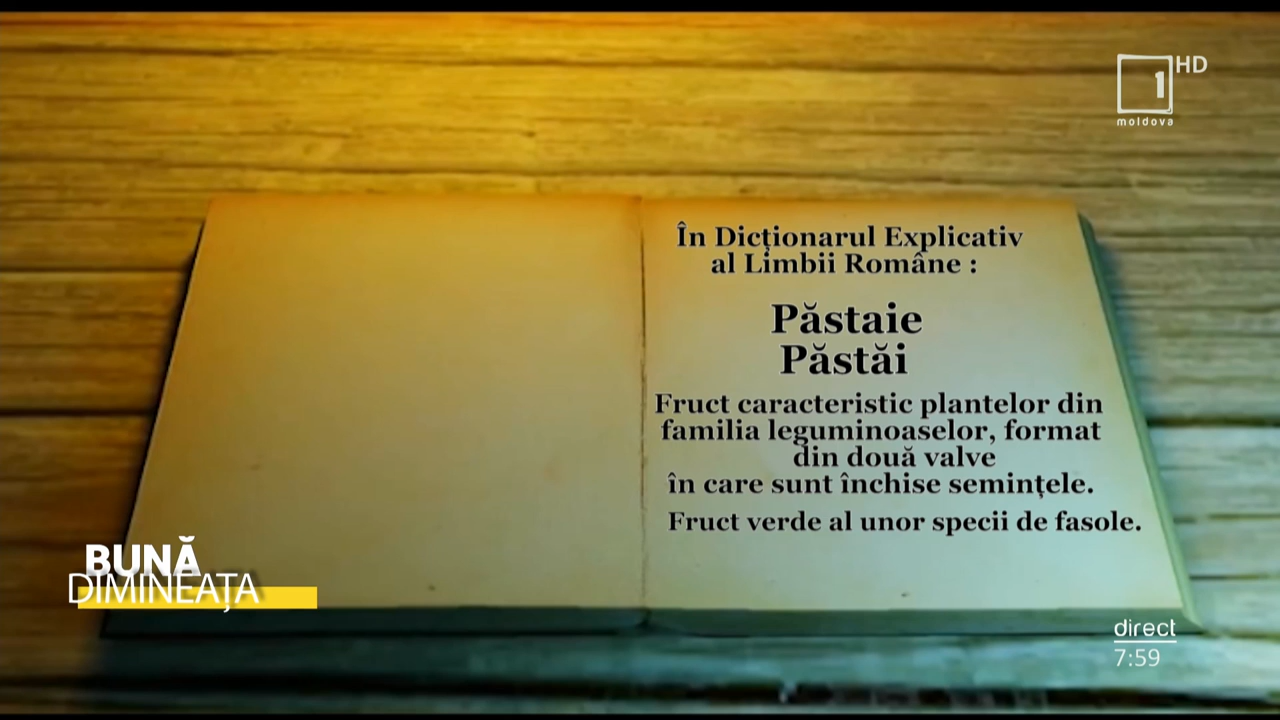 1 HD
moldova
În Dicționarul Explicativ
al Limbii Române :
Păstaie
Păstăi
Fruct caracteristic plantelor din
familia leguminoaselor, format
din două valve
în care sunt închise semințele.
Fruct verde al unor specii de fasole.
BUNĂ
DIMINEAȚA
direct
7:59